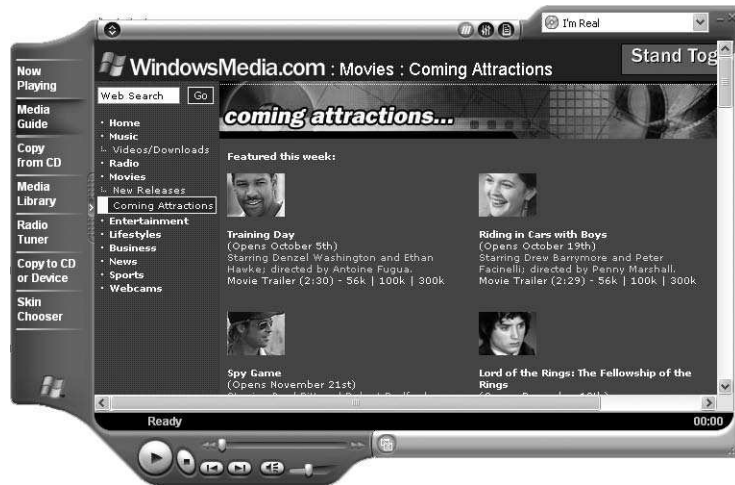 I'm Real
WindowsMedia.com : Movies : Coming Attractions
Stand Tog
Now
Playing
Media
Guide
Copy
from CD
Media
Library
Radio
Tuner
Copy to CD
or Device
Skin
Chooser
Web Search
Go
Home
Music
Videos/Downloads
Radio
Movies
New Releases
Coming Attractions
Entertainment
Lifestyles
Business
News
Sports
Webcams
coming attractions...
Featured this week:
Training Day
(Opens October 5th)
Starring Denzel Washington and Ethan
Hawke; directed by Antoine Fugua.
Movie Trailer (2:30) - 56k | 100k | 300k
Riding in Cars with Boys
(Opens October 19th)
Starring Drew Barrymore and Peter
Facinelli; directed by Penny Marshall.
Movie Trailer (2:29) - 56k | 100k | 300k
Spy Game
(Opens November 21st)
Lord of the Rings: The Fellowship of the
Rings
Ready
00:00